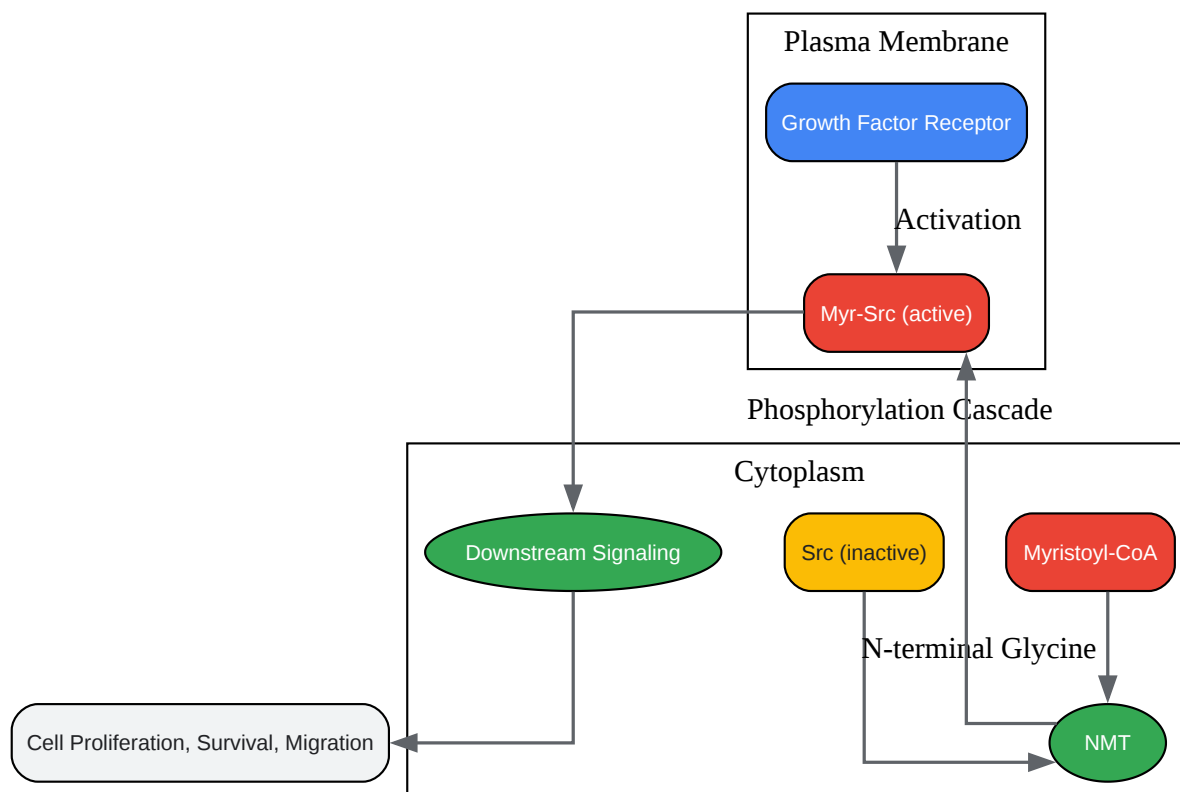 Plasma Membrane
Growth Factor Receptor
Activation
Myr-Src (active)
Phosphorylation Cascade
Cytoplasm
Downstream Signaling
Src (inactive)
Myristoyl-CoA
N-terminal Glycine
Cell Proliferation, Survival, Migration
NMT